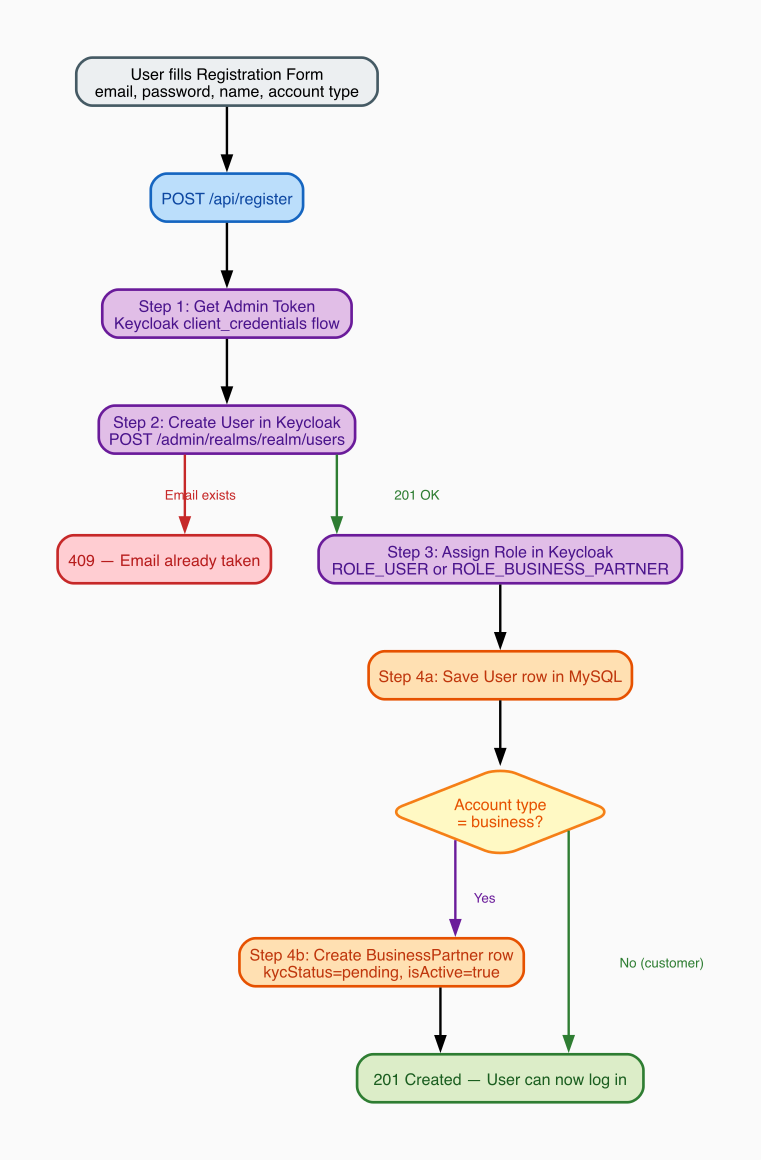 User fills Registration Form
email, password, name, account type
POST /api/register
Step 1: Get Admin Token
Keycloak client_credentials flow
Step 2: Create User in Keycloak
POST /admin/realms/realm/users
Email exists
201 OK
409 — Email already taken
Step 3: Assign Role in Keycloak
ROLE_USER or ROLE_BUSINESS_PARTNER
Step 4a: Save User row in MySQL
Account type
= business?
Yes
Step 4b: Create BusinessPartner row
kycStatus=pending, isActive=true
No (customer)
201 Created — User can now log in